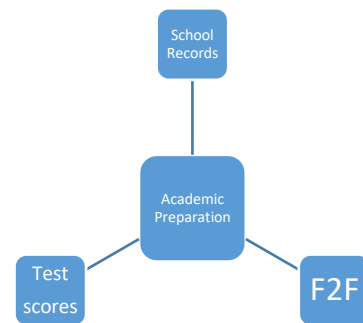 School
Records
Academic
Preparation
Test
scores
F2F